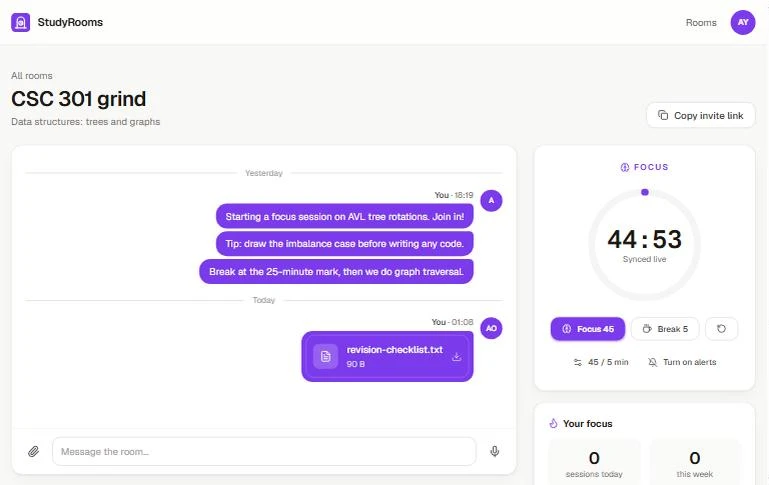 StudyRooms
Rooms
AY
All rooms
CSC 301 grind
Data structures: trees and graphs
Copy invite link
Yesterday
You · 18:19
A
Starting a focus session on AVL tree rotations. Join in!
Tip: draw the imbalance case before writing any code.
Break at the 25-minute mark, then we do graph traversal.
Today
You · 01:08
AO
revision-checklist.txt
90 B
Message the room...
FOCUS
44:53
Synced live
Focus 45
Break 5
45 / 5 min
Turn on alerts
Your focus
0
sessions today
0
this week